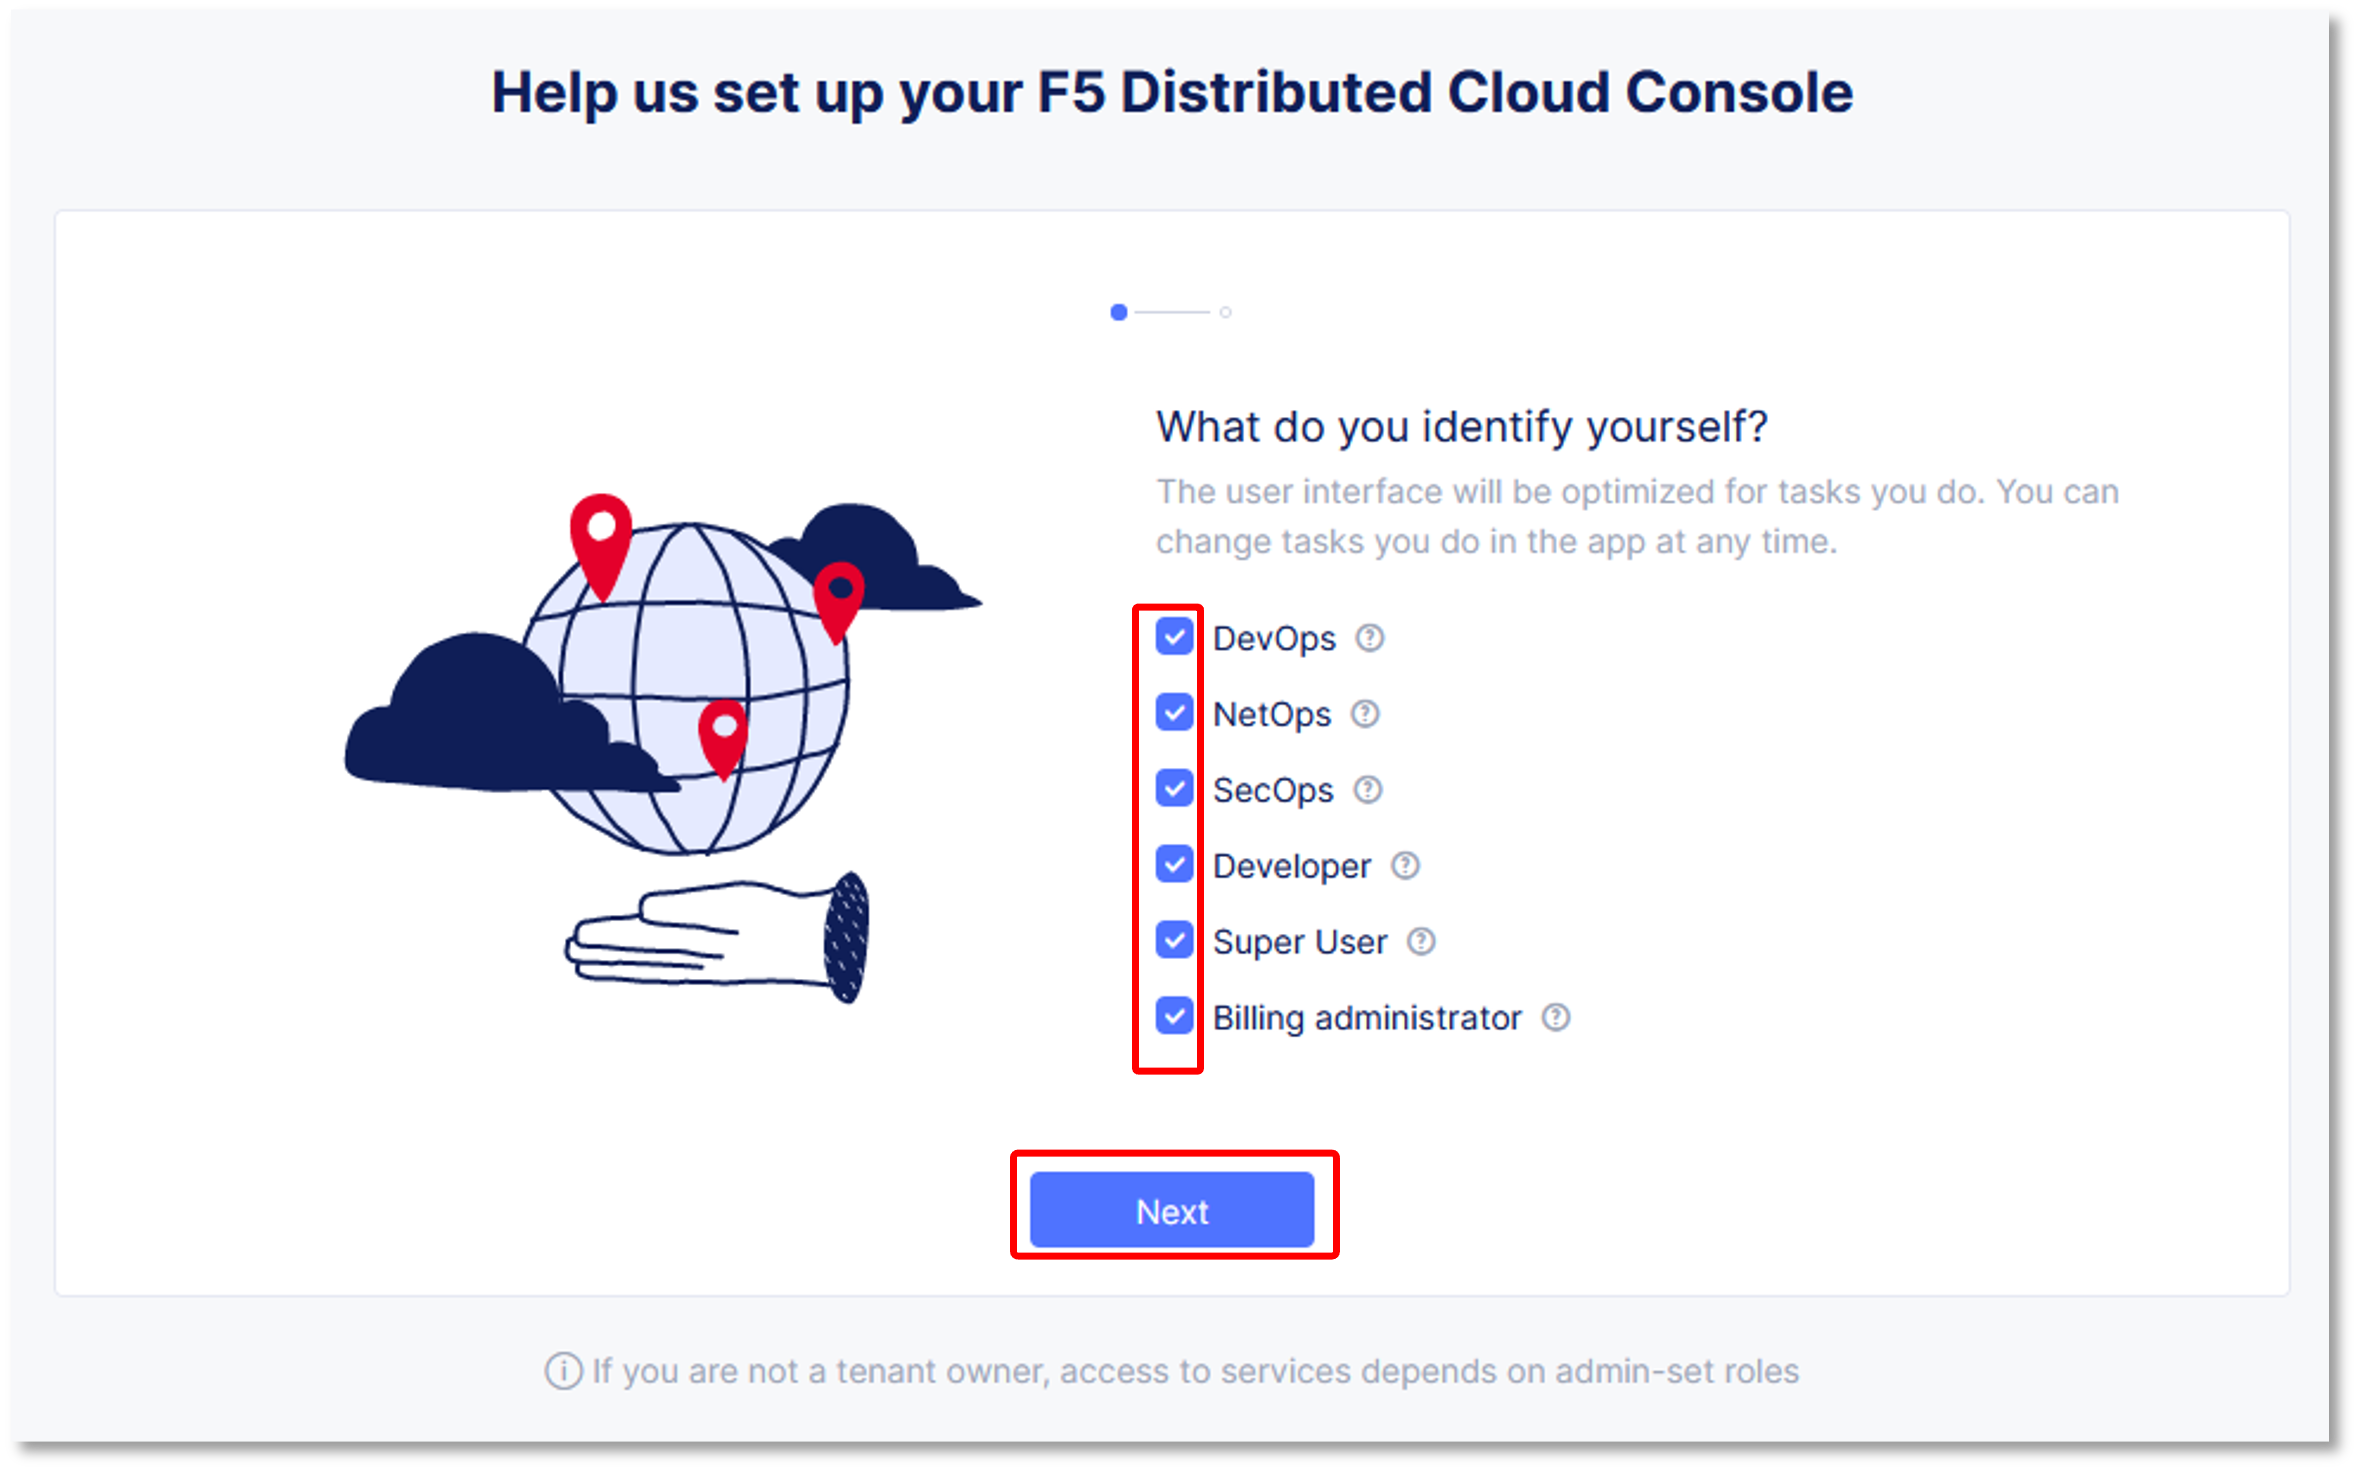 Help us set up your F5 Distributed Cloud Console
What do you identify yourself?
The user interface will be optimized for tasks you do. You can
change tasks you do in the app at any time.
DevOps
NetOps
SecOps
Developer
Super User
Billing administrator
Next
If you are not a tenant owner, access to services depends on admin-set roles